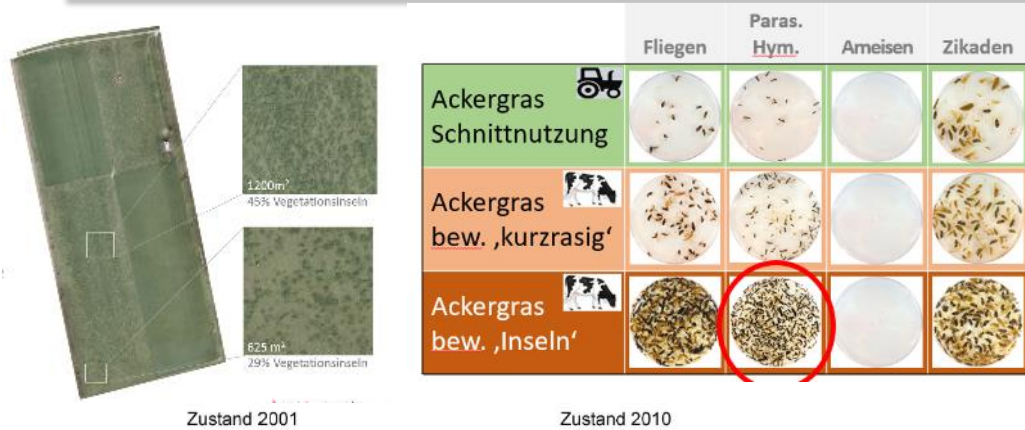 1200m²
45% Vegetationsinseln
625 m²
29% Vegetationsinseln
Zustand 2001
Fliegen
Paras.
Hym.
Ameisen
Zikaden
Ackergras
Schnittnutzung
Ackergras
bew. ‚kurzrasig‘
Ackergras
bew. ‚Inseln‘
Zustand 2010